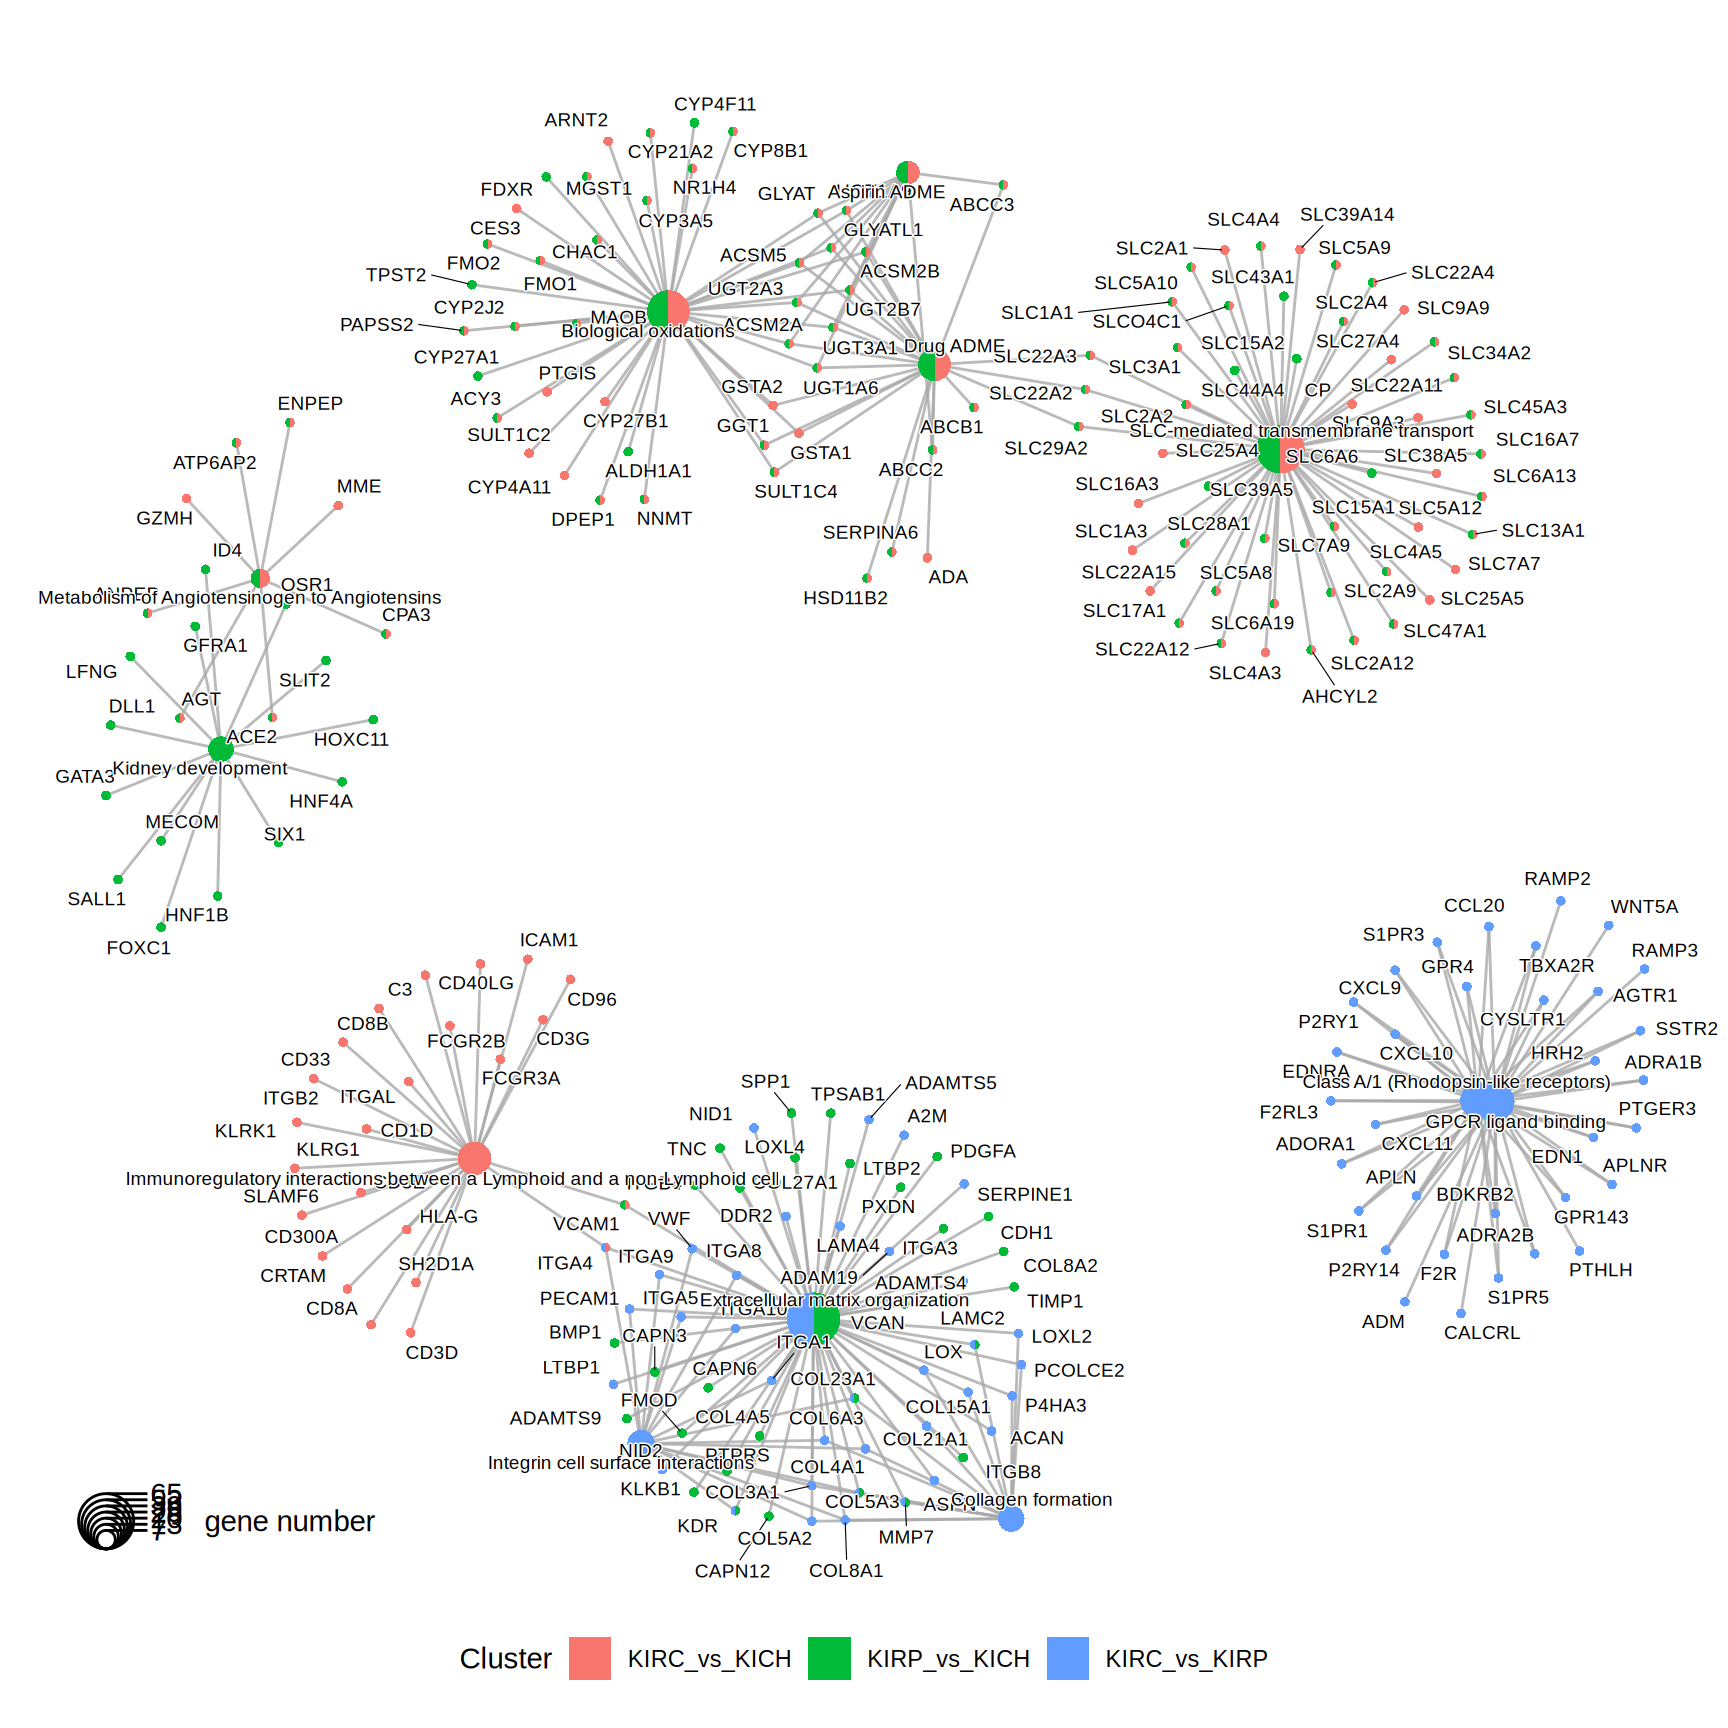 CYP4F11
ARNT2
CYP21A2
CYP8B1
FDXR
MGST1
NR1H4
GLYAT
Aspirin ADME
ABCC3
CES3
CYP3A5
GLYATL1
FMO2
CHAC1
ACSM5
TPST2
FMO1
ACSM2B
UGT2A3
CYP2J2
MAOB
UGT2B7
PAPSS2
Biological oxidations
ACSM2A
CYP27A1
UGT3A1
Drug ADME
PTGIS
GSTA2
UGT1A6
ACY3
CYP27B1
GGT1
ABCB1
SULT1C2
GSTA1
ABCC2
CYP4A11
ALDH1A1
SULT1C4
DPEP1
NNMT
SERPINA6
ADA
HSD11B2
SLC4A4
SLC39A14
SLC2A1
SLC5A9
SLC5A10
SLC43A1
SLC22A4
SLC1A1
SLCO4C1
SLC2A4
SLC9A9
SLC22A3
SLC15A2
SLC27A4
SLC34A2
SLC3A1
SLC22A2
SLC44A4
CP
SLC22A11
SLC2A2
SLC9A3
SLC45A3
SLC-mediated transmembrane transport
SLC29A2
SLC25A4
SLC6A6
SLC38A5
SLC16A7
SLC16A3
SLC39A5
SLC6A13
SLC1A3
SLC28A1
SLC15A1
SLC5A12
SLC13A1
SLC7A9
SLC4A5
SLC7A7
SLC22A15
SLC5A8
SLC2A9
SLC25A5
SLC17A1
SLC6A19
SLC47A1
SLC22A12
SLC4A3
SLC2A12
AHCYL2
ENPEP
ATP6AP2
MME
GZMH
ID4
OSR1
Metabolism of Angiotensinogen to Angiotensins
CPA3
GFRA1
LFNG
SLIT2
DLL1
AGT
ACE2
HOXC11
GATA3
Kidney development
HNF4A
MECOM
SIX1
SALL1
HNF1B
FOXC1
ICAM1
C3
CD40LG
CD96
CD8B
FCGR2B
CD3G
CD33
FCGR3A
ITGB2
ITGAL
KLRK1
CD1D
KLRG1
Immunoregulatory interactions between a Lymphoid and a non-Lymphoid cell
SLAMF6
HLA-G
CD300A
SH2D1A
CRTAM
CD8A
CD3D
RAMP2
CCL20
WNT5A
S1PR3
RAMP3
GPR4
TBXA2R
CXCL9
AGTR1
P2RY1
CYSLTR1
SSTR2
CXCL10
HRH2
ADRA1B
EDNRA
Class A/1 (Rhodopsin-like receptors)
F2RL3
GPCR ligand binding
PTGER3
ADORA1
CXCL11
EDN1
APLNR
APLN
BDKRB2
GPR143
S1PR1
ADRA2B
P2RY14
F2R
PTHLH
S1PR5
ADM
CALCRL
SPP1
TPSAB1
ADAMTS5
NID1
A2M
TNC
LOXL4
LTBP2
PDGFA
COL27A1
SERPINE1
PXDN
VCAM1
VWF
DDR2
CDH1
ITGA4
ITGA9
ITGA8
LAMA4
ITGA3
COL8A2
ADAM19
ADAMTS4
PECAM1
ITGA5
Extracellular matrix organization
TIMP1
ITGA10
LAMC2
BMP1
CAPN3
VCAN
LOXL2
ITGA1
LOX
LTBP1
CAPN6
COL23A1
PCOLCE2
FMOD
COL15A1
P4HA3
ADAMTS9
COL4A5
COL6A3
COL21A1
ACAN
NID2
PTPRS
Integrin cell surface interactions
COL4A1
ITGB8
KLKB1
COL3A1
COL5A3
ASPN
Collagen formation
KDR
COL5A2
MMP7
CAPN12
COL8A1
65
gene number
Cluster
KIRC_vs_KICH
KIRP_vs_KICH
KIRC_vs_KIRP